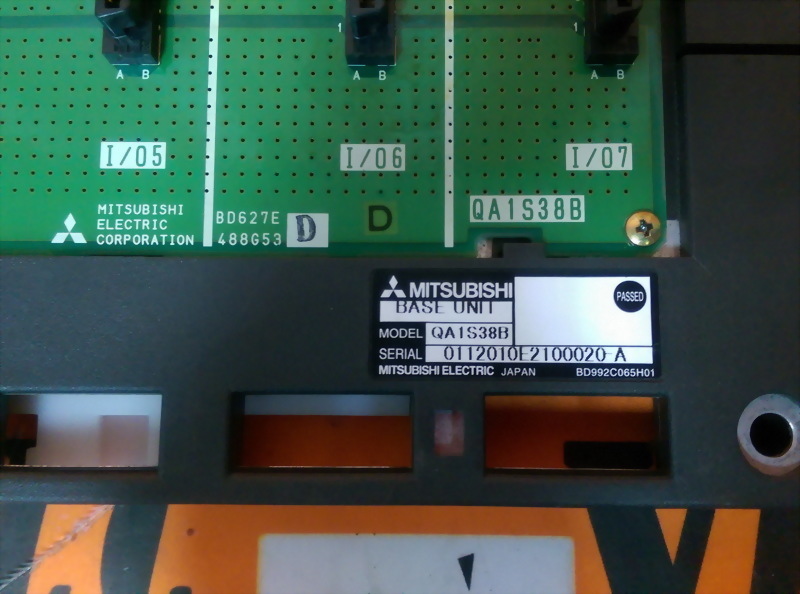 A B
1
A B
1
A B
I/05
I/06
I/07
MITSUBISHI
ELECTRIC
CORPORATION
BD627E
488G53
D
D
QA1S38B
MITSUBISHI
PASSED
BASE UNIT
MODEL QA1S38B
SERIAL 0112010E2100020-A
MITSUBISHI ELECTRIC JAPAN BD992C065H01